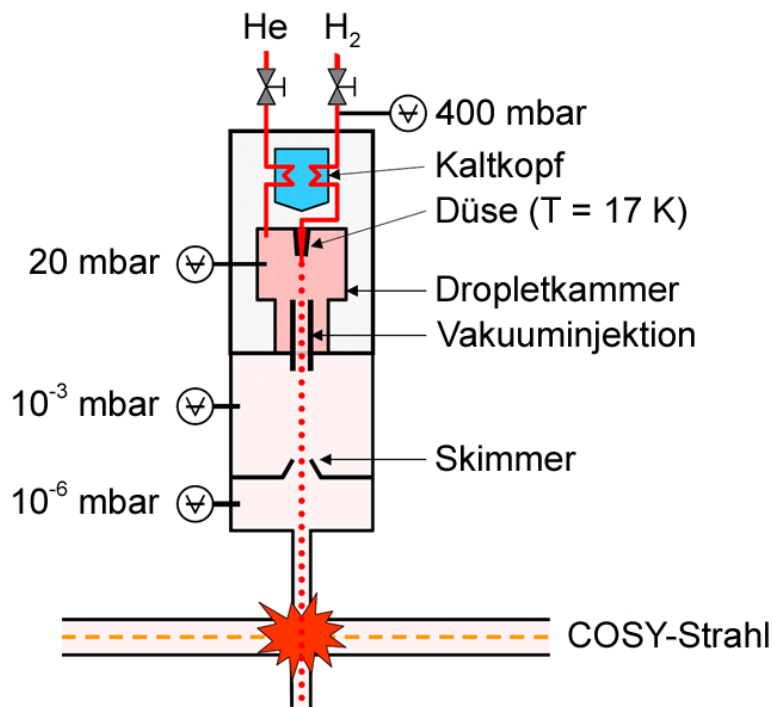 He H₂
400 mbar
Kaltkopf
Düse (T = 17 K)
20 mbar
Dropletkammer
Vakuuminjektion
10⁻³ mbar
Skimmer
10⁻⁶ mbar
COSY-Strahl